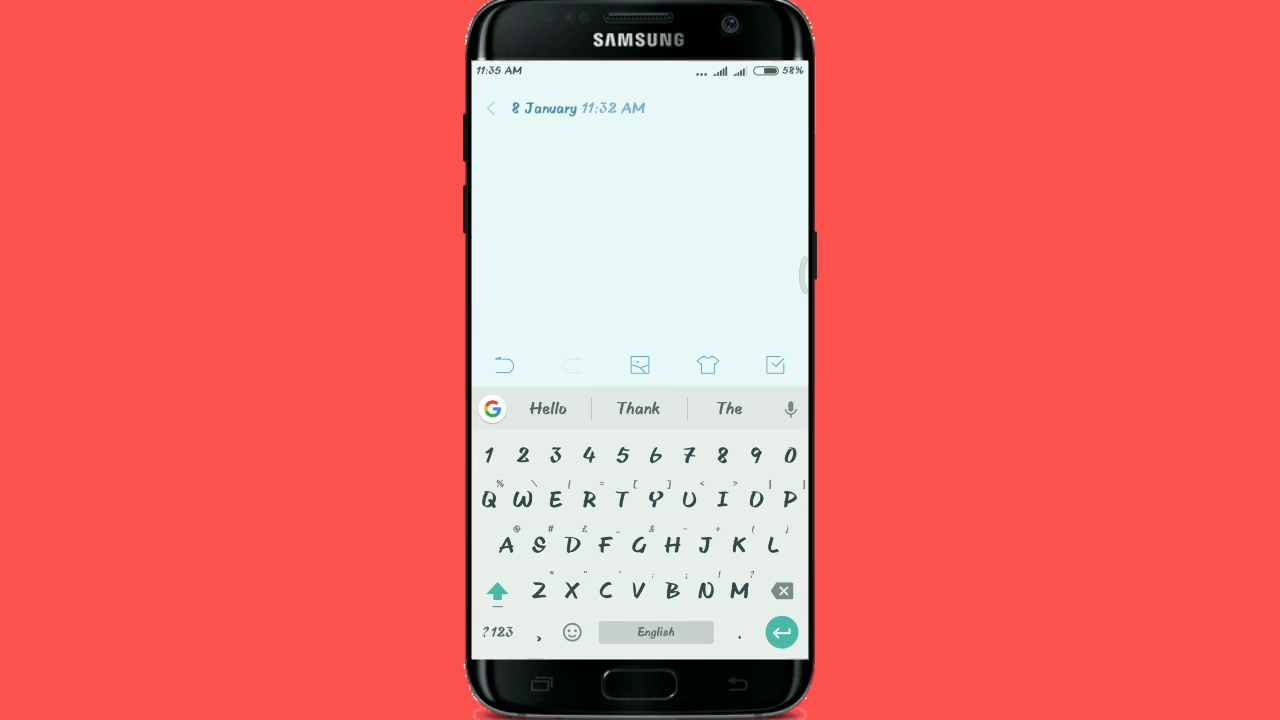 SAMSUNG
11:35 AM 58%
8 January 11:32 AM
Hello Thank The
1 2 3 4 5 6 7 8 9 0
% \ | = [ ] < > { }
Q W E R T Y U I O P
@ # £ _ & - + ( )
A S D F G H J K L
* " ' : ; ! ?
Z X C V B N M
?123 , English .